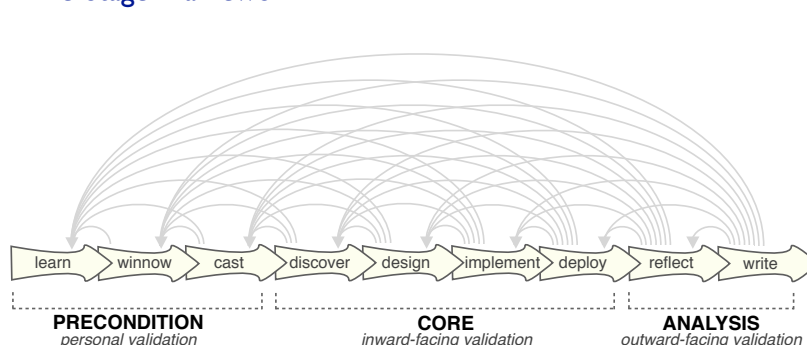 learn winnow cast discover design implement deploy reflect write
PRECONDITION CORE ANALYSIS
personal validation inward-facing validation outward-facing validation